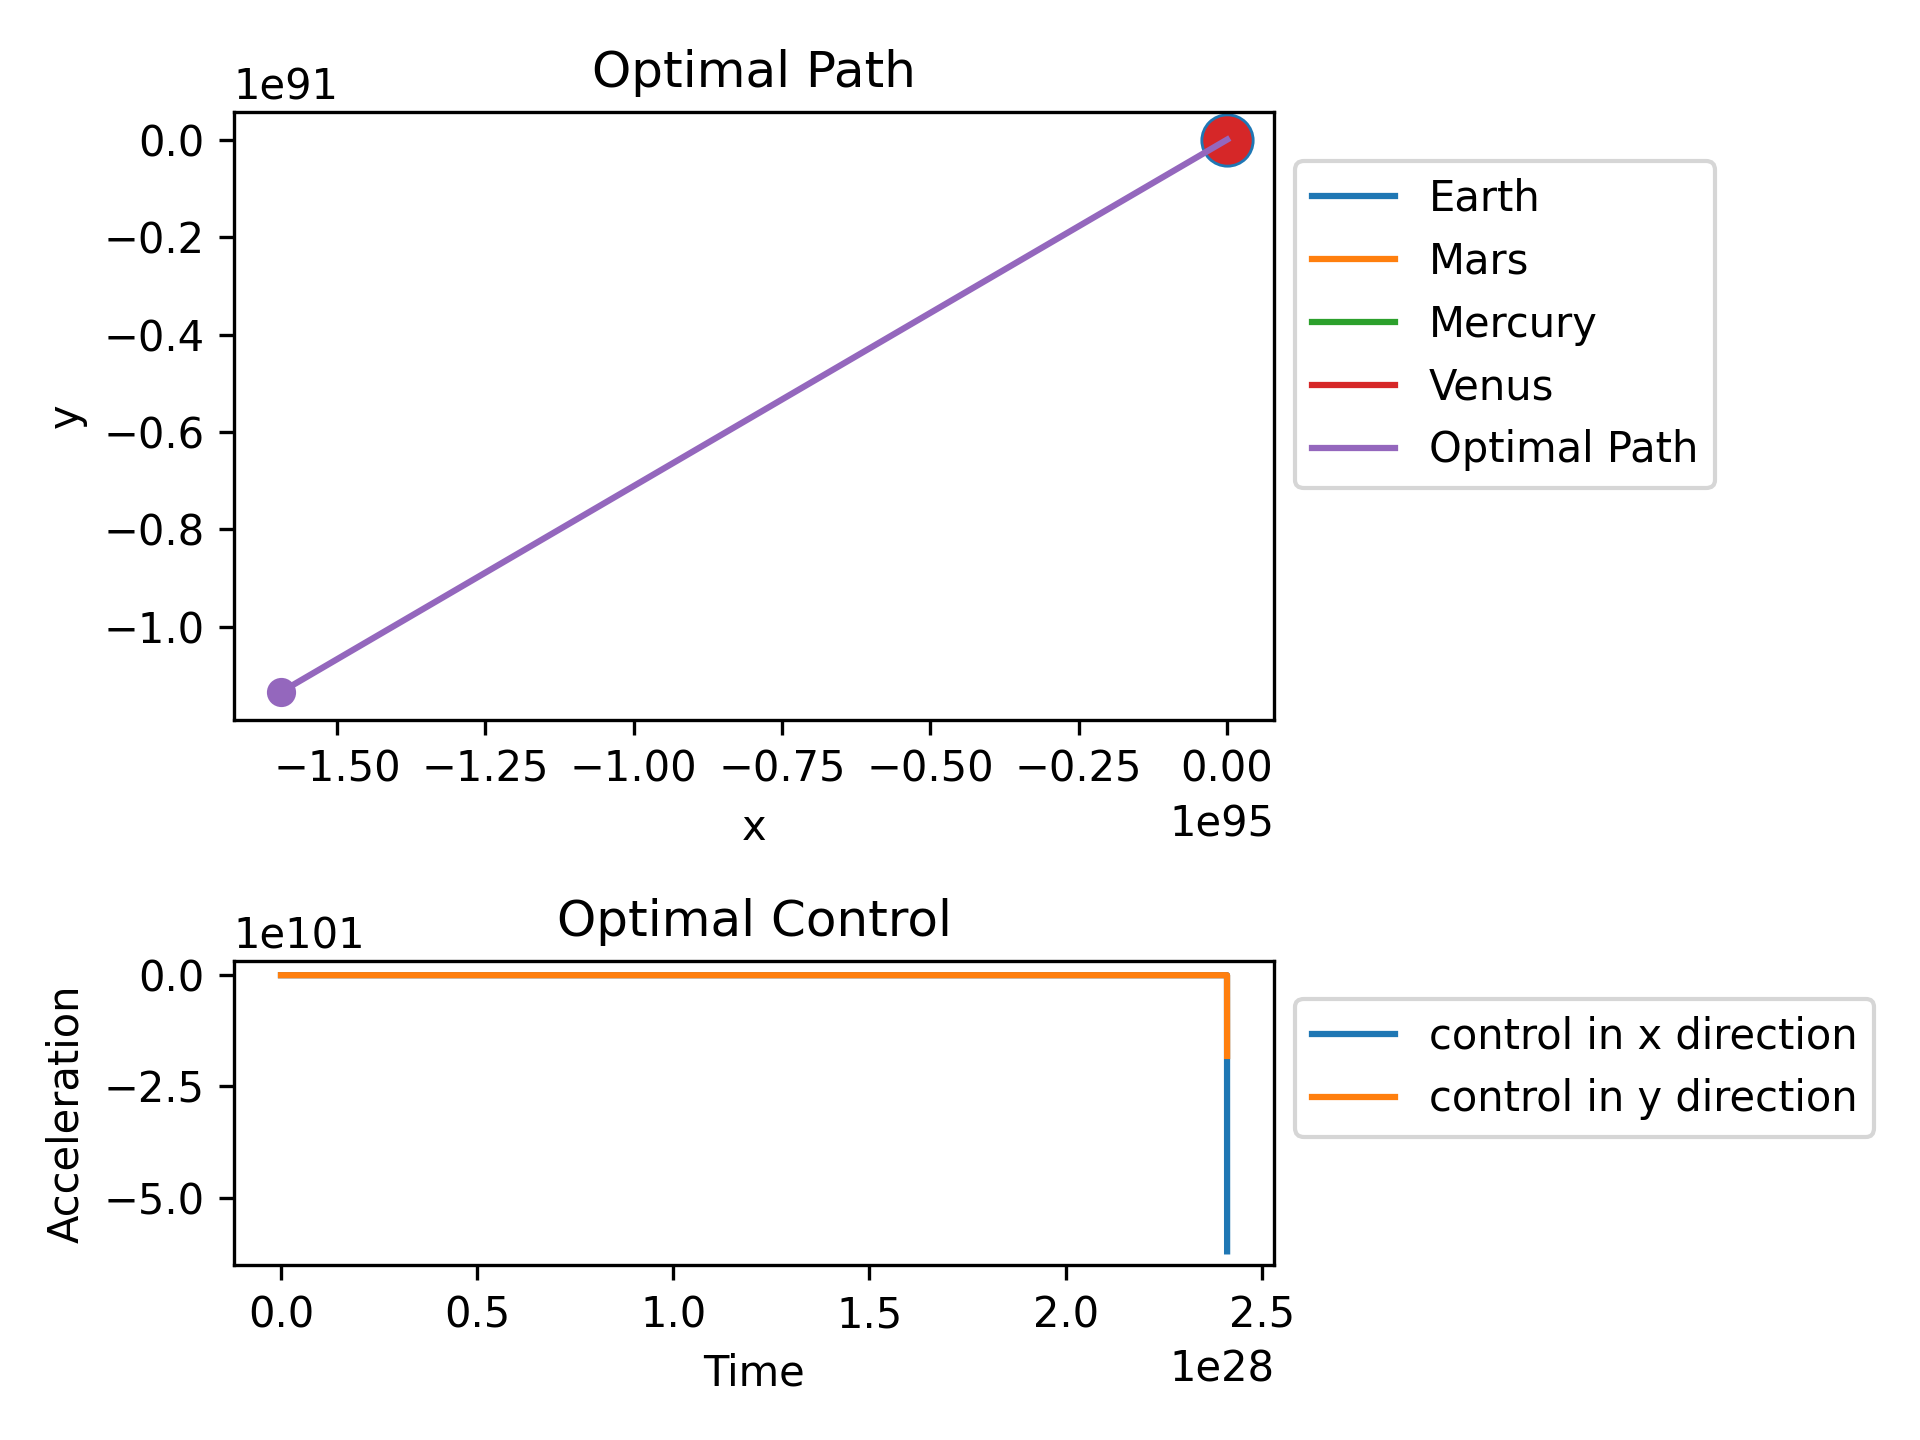 Optimal Path
1e91
0.0
−0.2
−0.4
−0.6
−0.8
−1.0
y
−1.50 −1.25 −1.00 −0.75 −0.50 −0.25 0.00
1e95
x
Earth
Mars
Mercury
Venus
Optimal Path
Optimal Control
1e101
0.0
−2.5
−5.0
Acceleration
0.0 0.5 1.0 1.5 2.0 2.5
1e28
Time
control in x direction
control in y direction